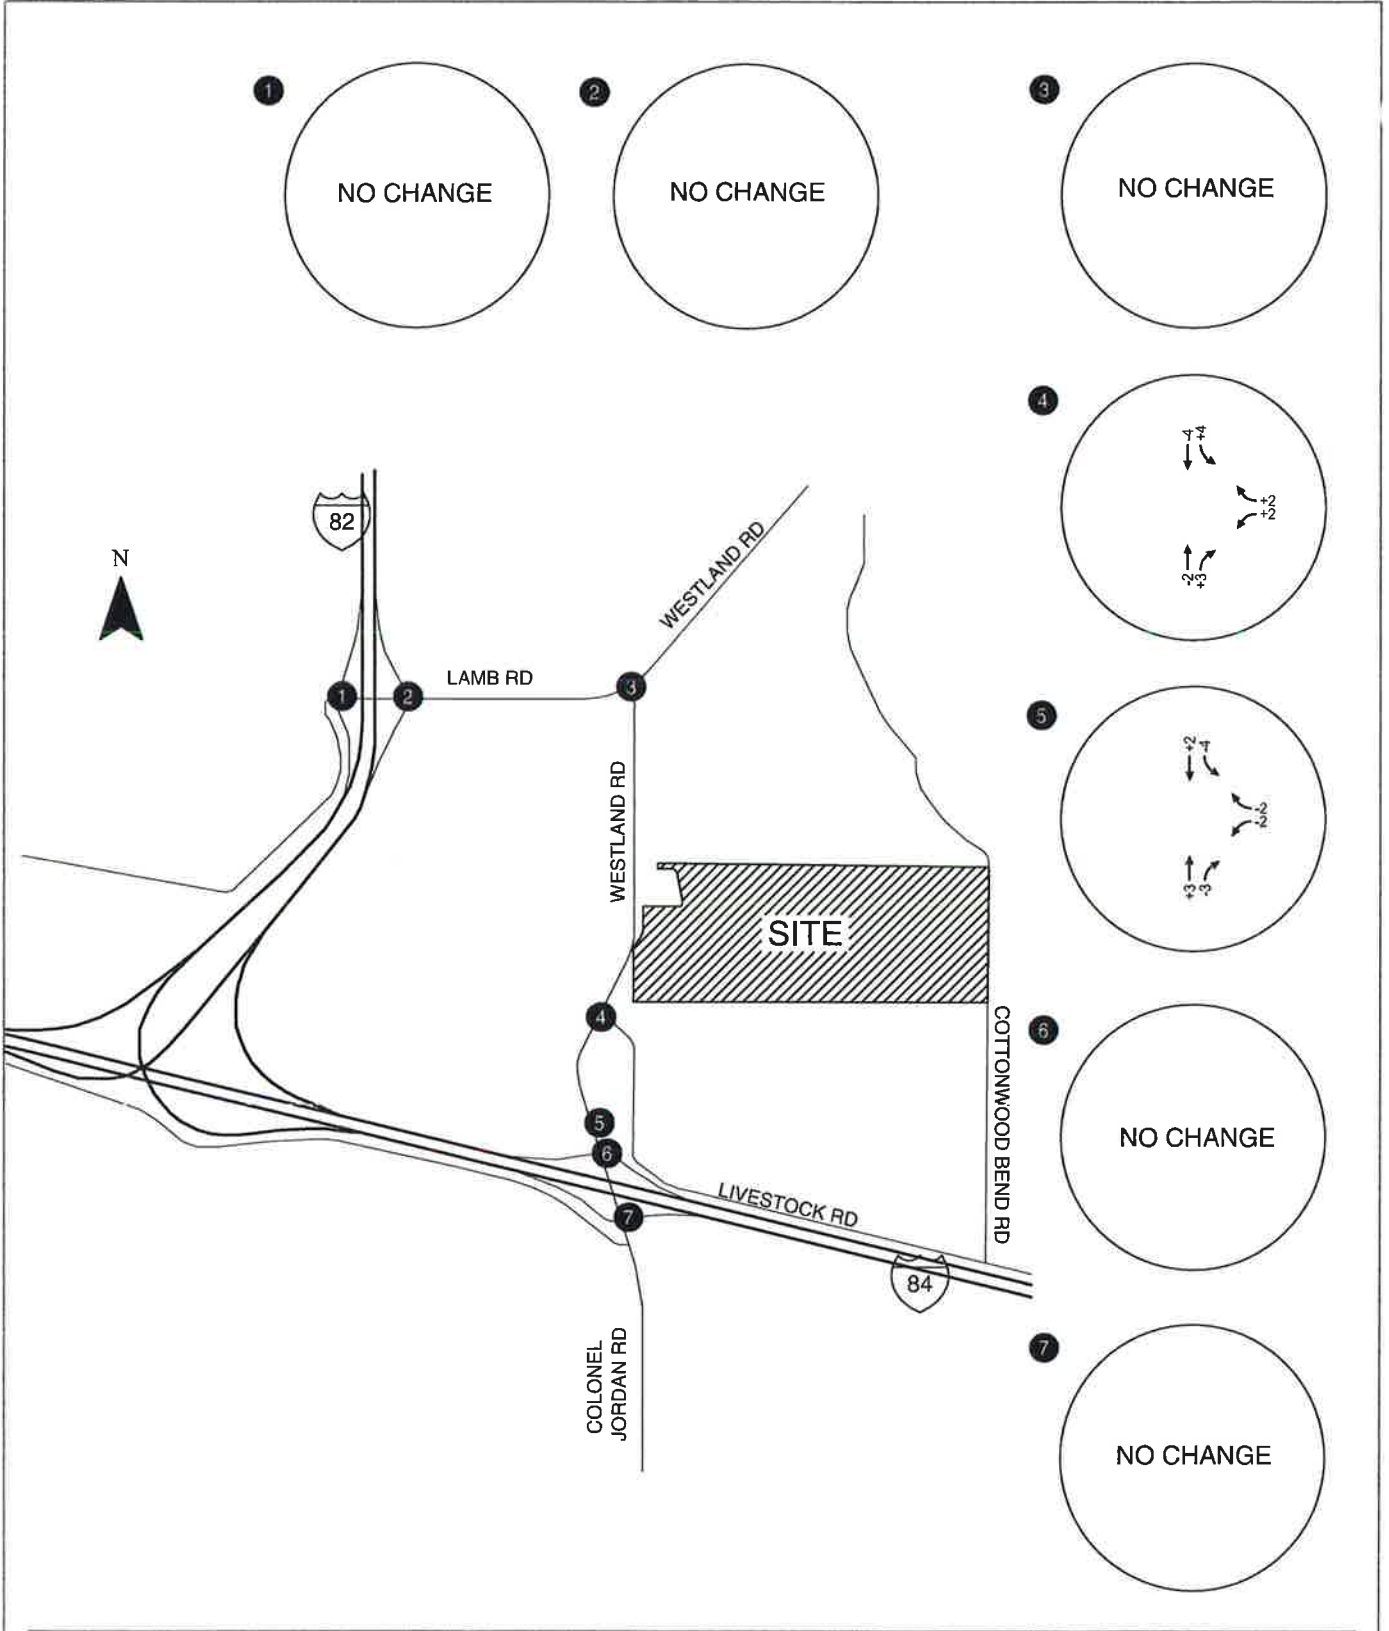 1
NO CHANGE
2
NO CHANGE
3
NO CHANGE
4
-4
+4
+2
+2
-2
+3
5
+2
-4
-2
-2
+3
-3
6
NO CHANGE
7
NO CHANGE
82
N
WESTLAND RD
LAMB RD
1
2
3
WESTLAND RD
SITE
4
COTTONWOOD BEND RD
5
6
LIVESTOCK RD
7
84
COLONEL
JORDAN RD